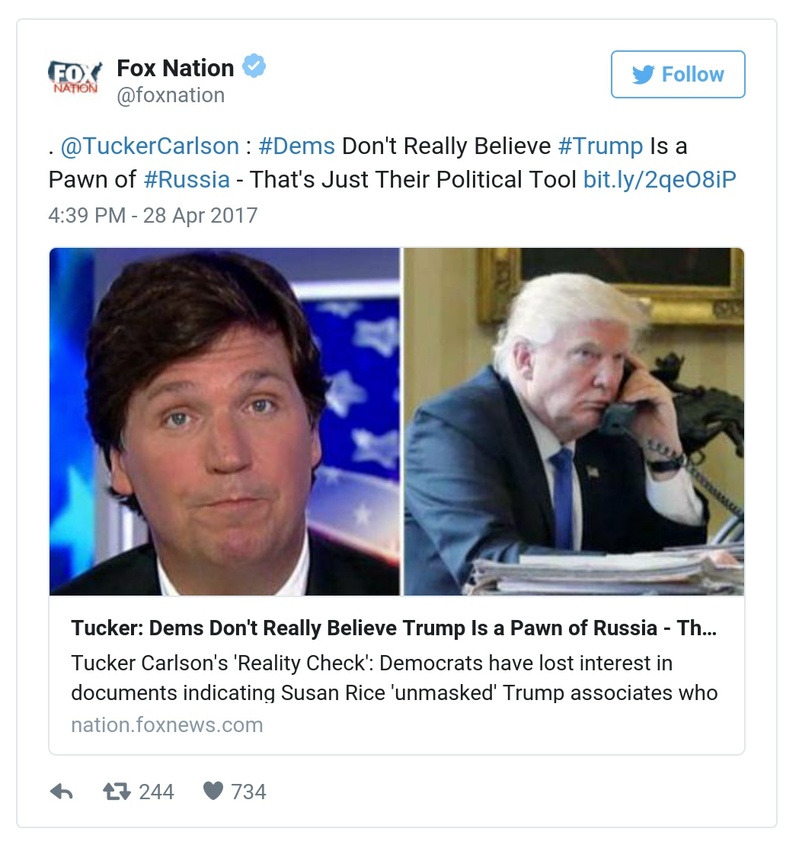 FOX
NATION
Fox Nation
Follow
@foxnation
. @TuckerCarlson : #Dems Don't Really Believe #Trump Is a
Pawn of #Russia - That's Just Their Political Tool bit.ly/2qeO8iP
4:39 PM - 28 Apr 2017
Tucker: Dems Don't Really Believe Trump Is a Pawn of Russia - Th...
Tucker Carlson's 'Reality Check': Democrats have lost interest in
documents indicating Susan Rice 'unmasked' Trump associates who
nation.foxnews.com
244 734